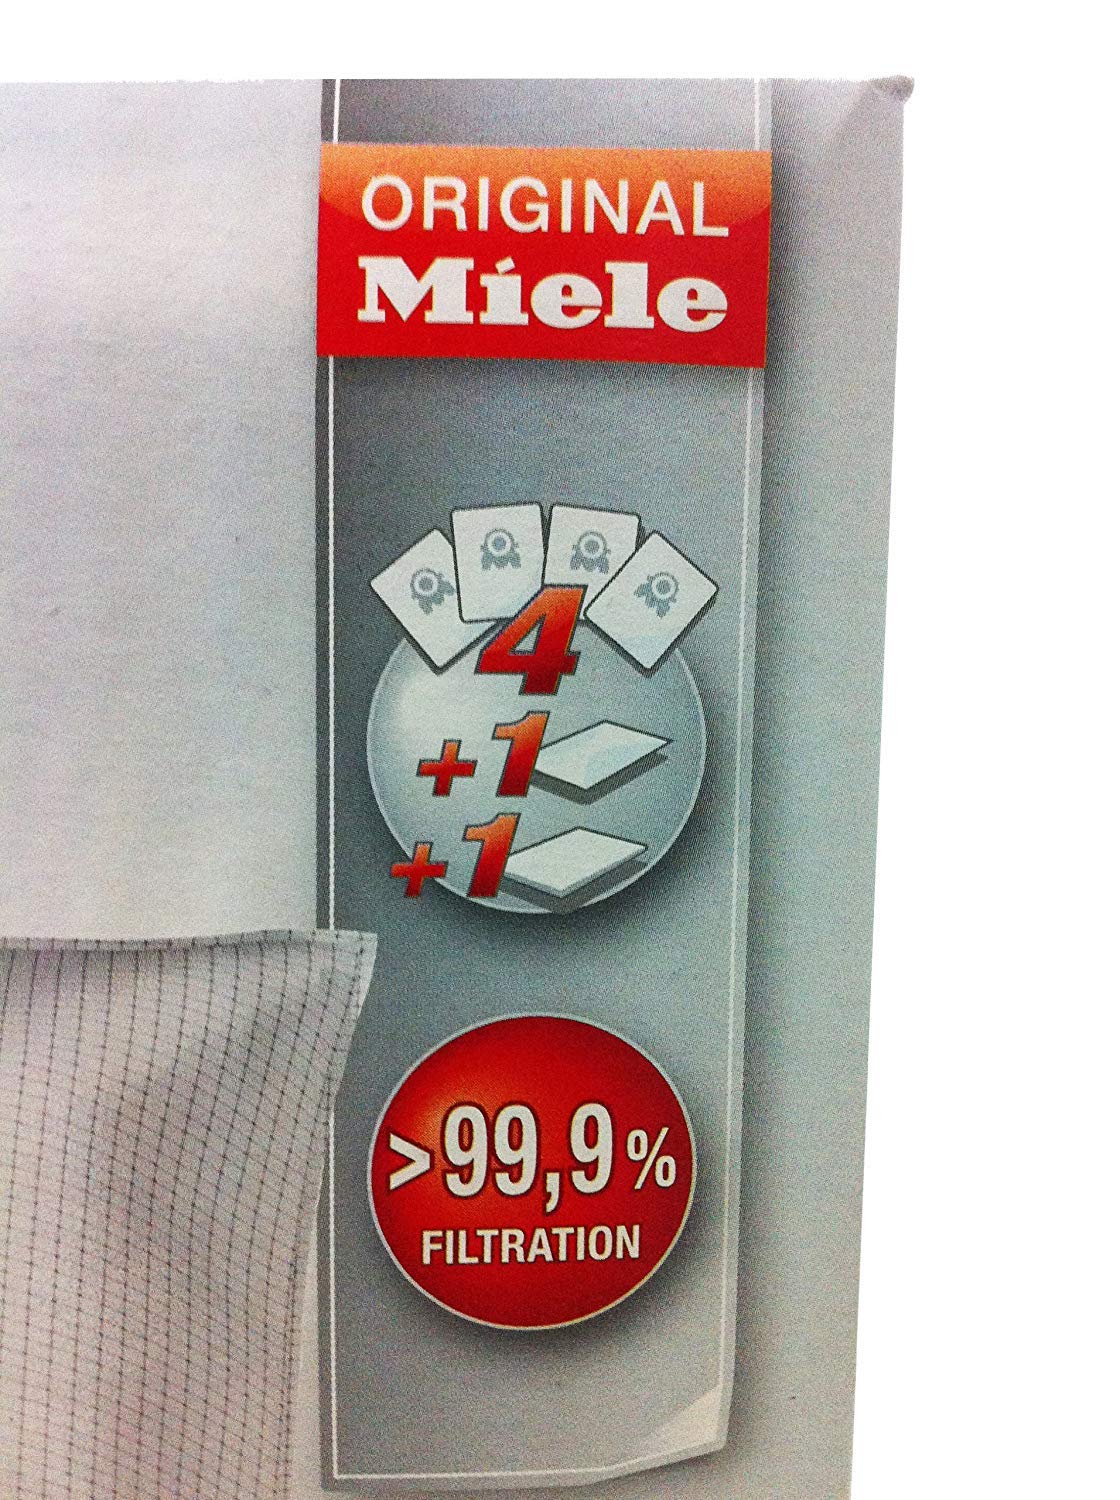 ORIGINAL
Miele
4
+1
+1
>99,9%
FILTRATION